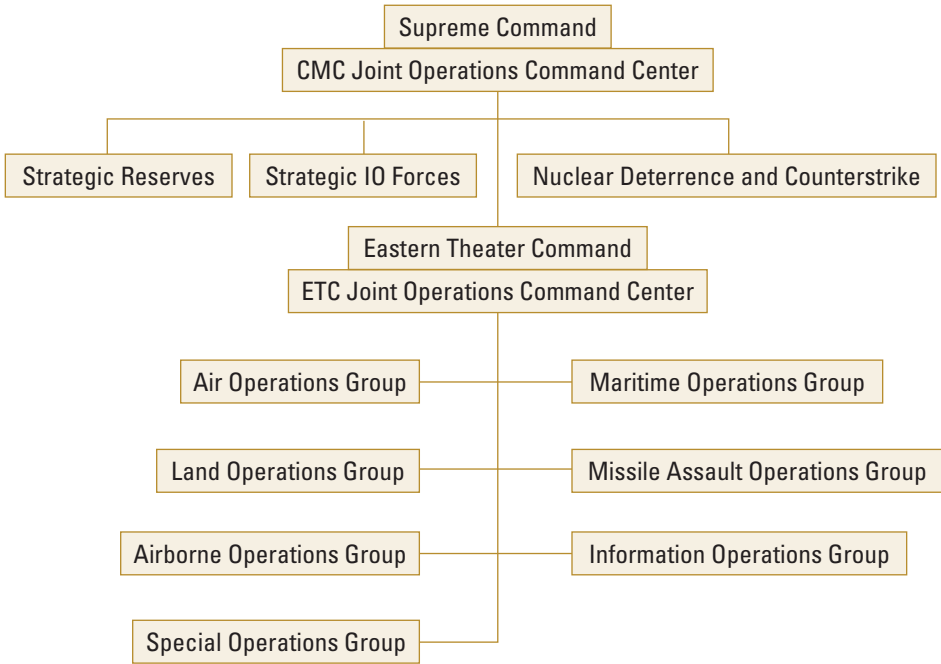 Supreme Command
CMC Joint Operations Command Center
Strategic Reserves
Strategic IO Forces
Nuclear Deterrence and Counterstrike
Eastern Theater Command
ETC Joint Operations Command Center
Air Operations Group
Maritime Operations Group
Land Operations Group
Missile Assault Operations Group
Airborne Operations Group
Information Operations Group
Special Operations Group